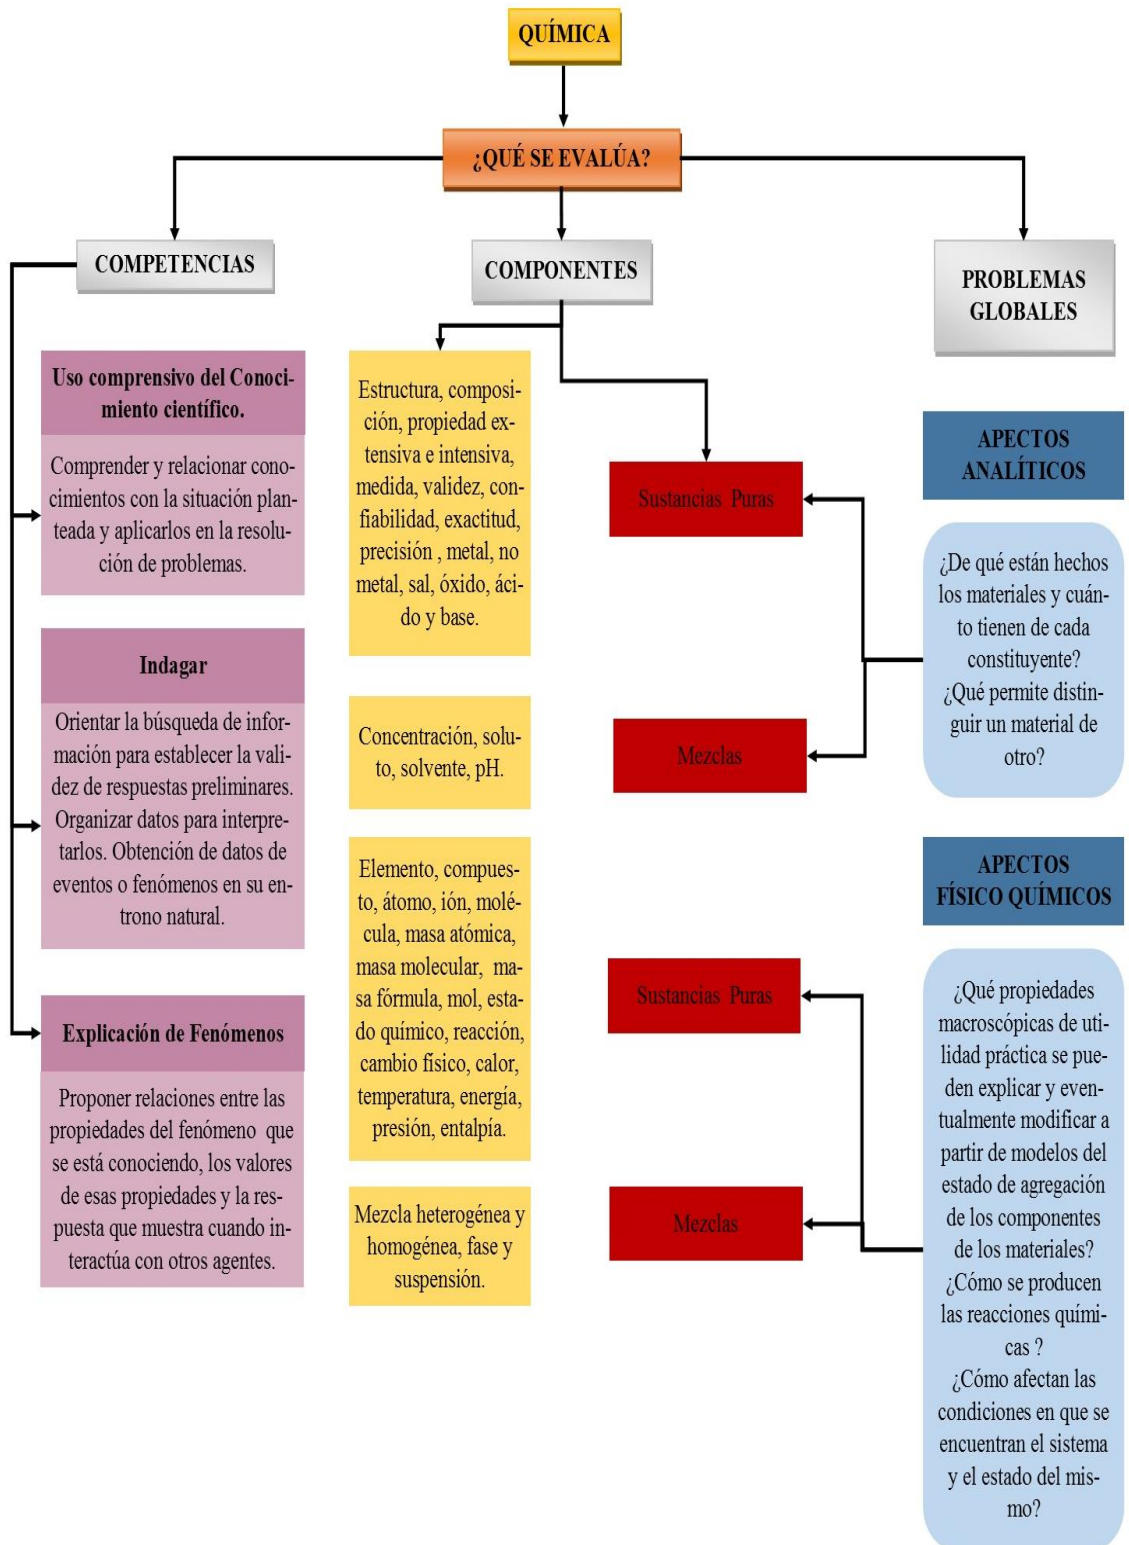 QUÍMICA
¿QUÉ SE EVALÚA?
COMPETENCIAS
COMPONENTES
PROBLEMAS
GLOBALES
Uso comprensivo del Conoci-
miento científico.
Comprender y relacionar cono-
cimientos con la situación plan-
teada y aplicarlos en la resolu-
ción de problemas.
Indagar
Orientar la búsqueda de infor-
mación para establecer la vali-
dez de respuestas preliminares.
Organizar datos para interpre-
tarlos. Obtención de datos de
eventos o fenómenos en su en-
trono natural.
Explicación de Fenómenos
Proponer relaciones entre las
propiedades del fenómeno que
se está conociendo, los valores
de esas propiedades y la res-
puesta que muestra cuando in-
teractúa con otros agentes.
Estructura, composi-
ción, propiedad ex-
tensiva e intensiva,
medida, validez, con-
fiabilidad, exactitud,
precisión , metal, no
metal, sal, óxido, áci-
do y base.
Concentración, solu-
to, solvente, pH.
Elemento, compues-
to, átomo, ión, molé-
cula, masa atómica,
masa molecular, ma-
sa fórmula, mol, esta-
do químico, reacción,
cambio físico, calor,
temperatura, energía,
presión, entalpía.
Mezcla heterogénea y
homogénea, fase y
suspensión.
Sustancias Puras
Mezclas
Sustancias Puras
Mezclas
APECTOS
ANALÍTICOS
¿De qué están hechos
los materiales y cuán-
to tienen de cada
constituyente?
¿Qué permite distin-
guir un material de
otro?
APECTOS
FÍSICO QUÍMICOS
¿Qué propiedades
macroscópicas de uti-
lidad práctica se pue-
den explicar y even-
tualmente modificar a
partir de modelos del
estado de agregación
de los componentes
de los materiales?
¿Cómo se producen
las reacciones quími-
cas ?
¿Cómo afectan las
condiciones en que se
encuentran el sistema
y el estado del mis-
mo?